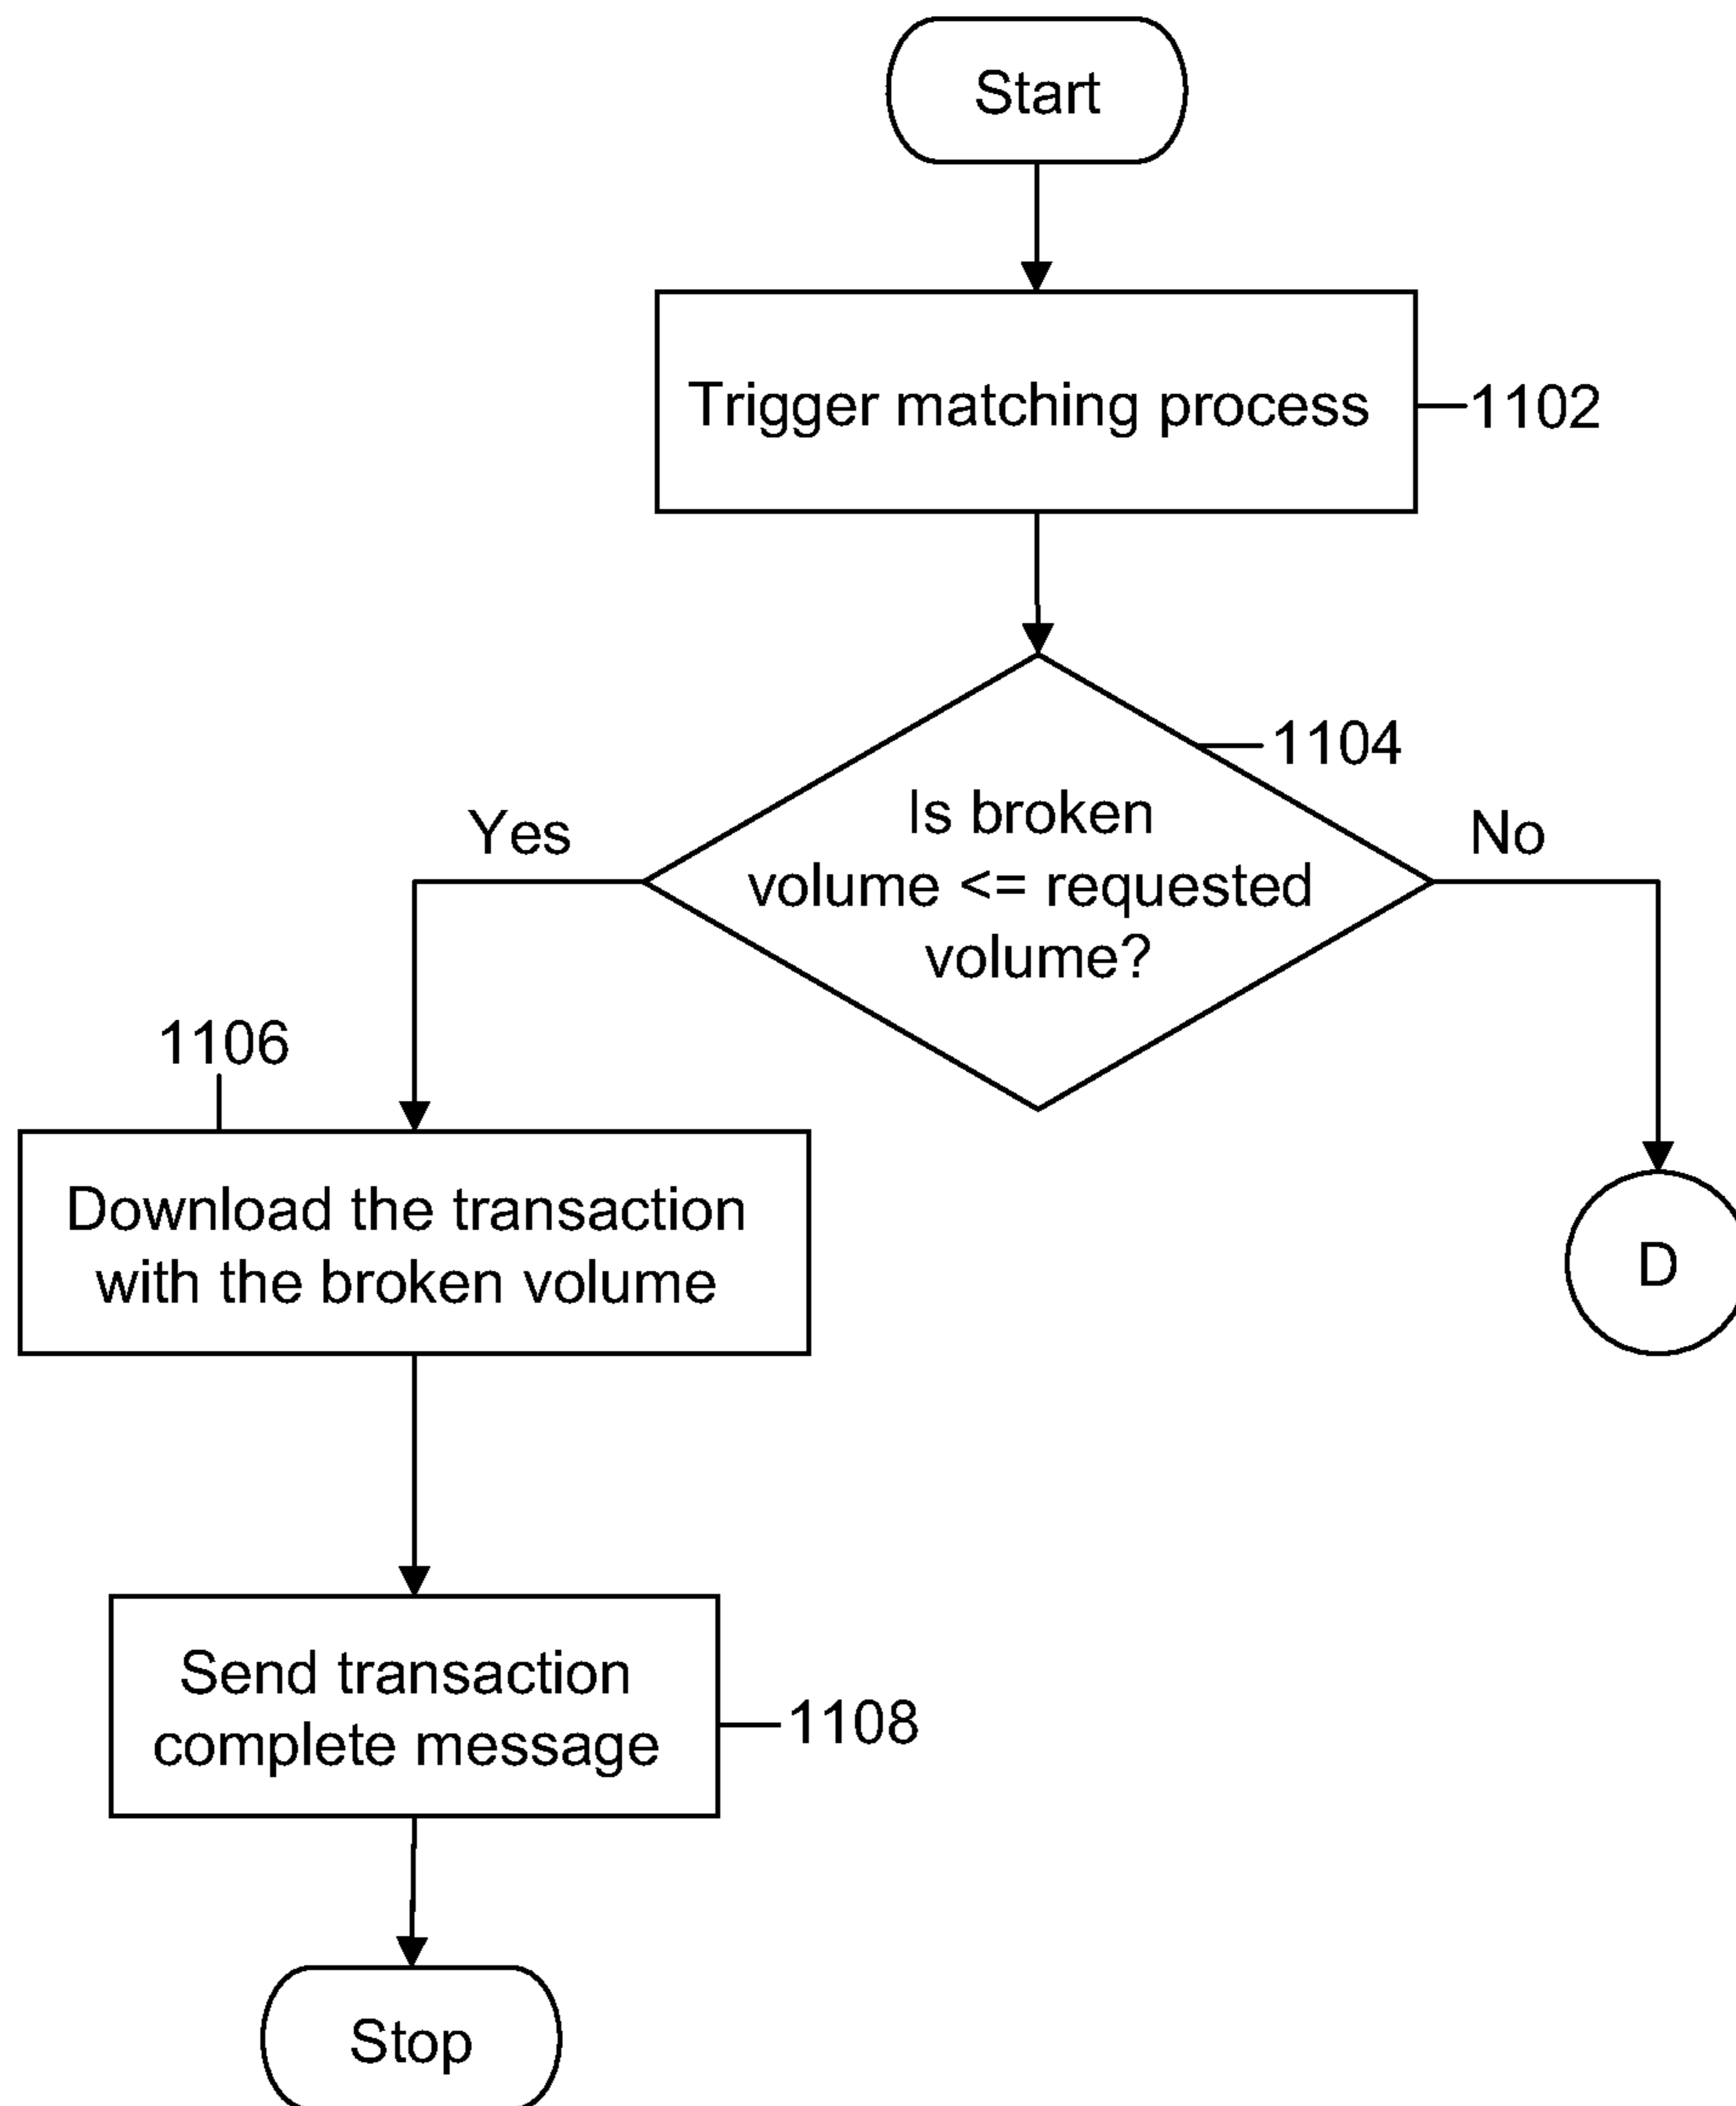 Start
Trigger matching process
1102
1104
Is broken
volume <= requested
volume?
Yes
No
1106
Download the transaction
with the broken volume
D
Send transaction
complete message
1108
Stop